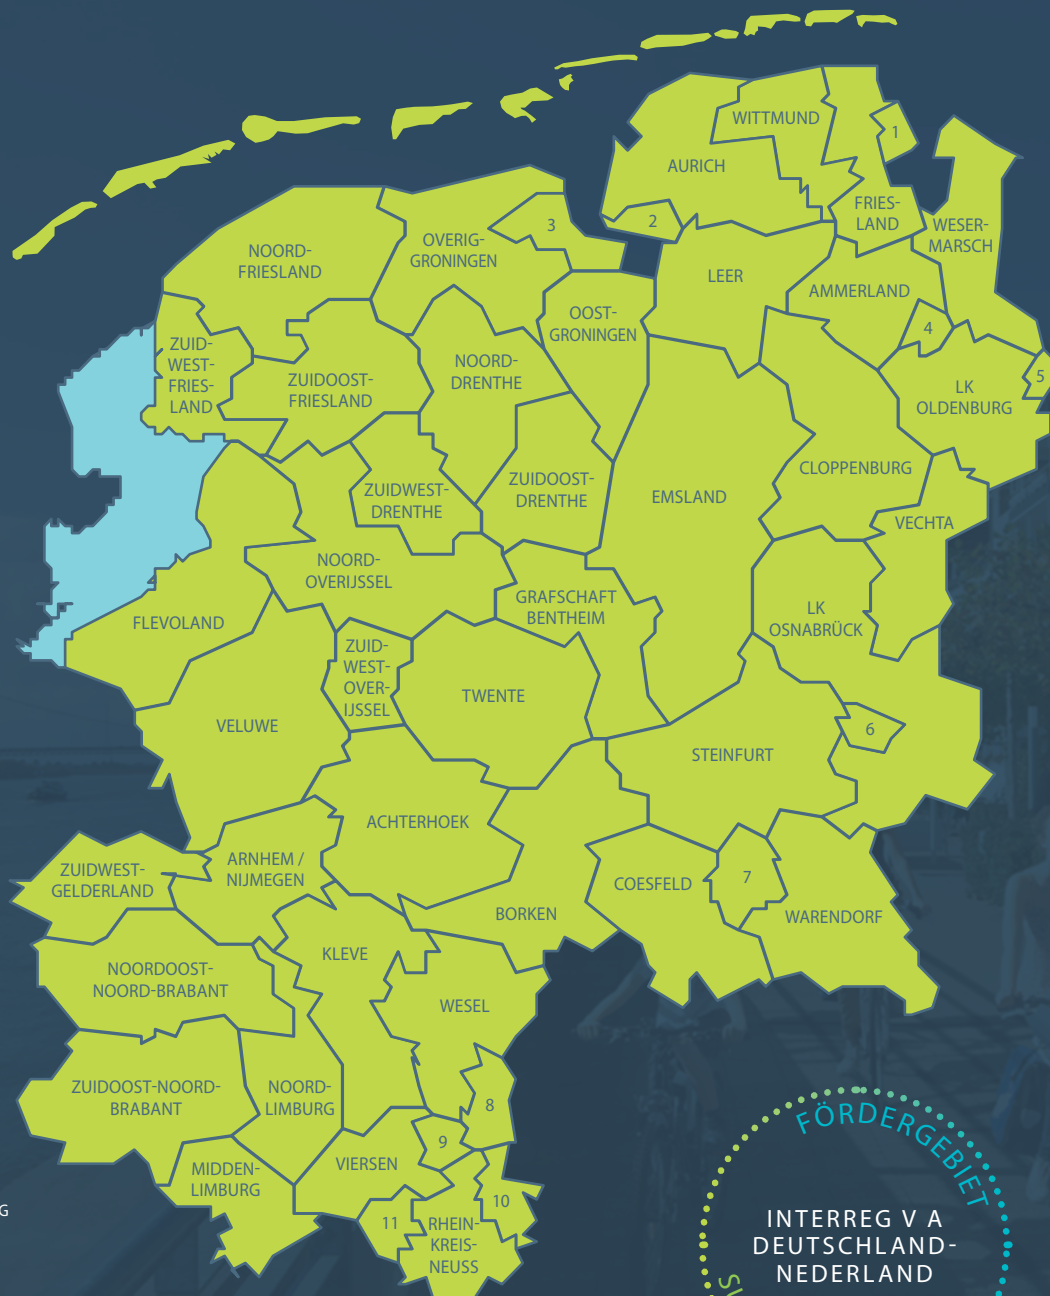 WITTMUND
1
AURICH
FRIES-
LAND
2
3
WESER-
MARSCH
OVERIG-
GRONINGEN
NOORD-
FRIESLAND
LEER
AMMERLAND
OOST-
GRONINGEN
4
ZUID-
WEST-
FRIES-
LAND
NOORD-
DRENTHE
ZUIDOOST-
FRIESLAND
5
LK
OLDENBURG
CLOPPENBURG
ZUIDWEST-
DRENTHE
ZUIDOOST-
DRENTHE
EMSLAND
VECHTA
NOORD-
OVERIJSSEL
GRAFSCHAFT
BENTHEIM
FLEVOLAND
LK
OSNABRÜCK
ZUID-
WEST-
OVER-
IJSSEL
TWENTE
VELUWE
6
STEINFURT
ACHTERHOEK
ZUIDWEST-
GELDERLAND
ARNHEM /
NIJMEGEN
COESFELD
7
BORKEN
WARENDORF
KLEVE
NOORDOOST-
NOORD-BRABANT
WESEL
ZUIDOOST-NOORD-
BRABANT
NOORD-
LIMBURG
8
9
VIERSEN
MIDDEN-
LIMBURG
10
11
RHEIN-
KREIS-
NEUSS
G
FÖRDERGEBIET
INTERREG V A
DEUTSCHLAND-
NEDERLAND